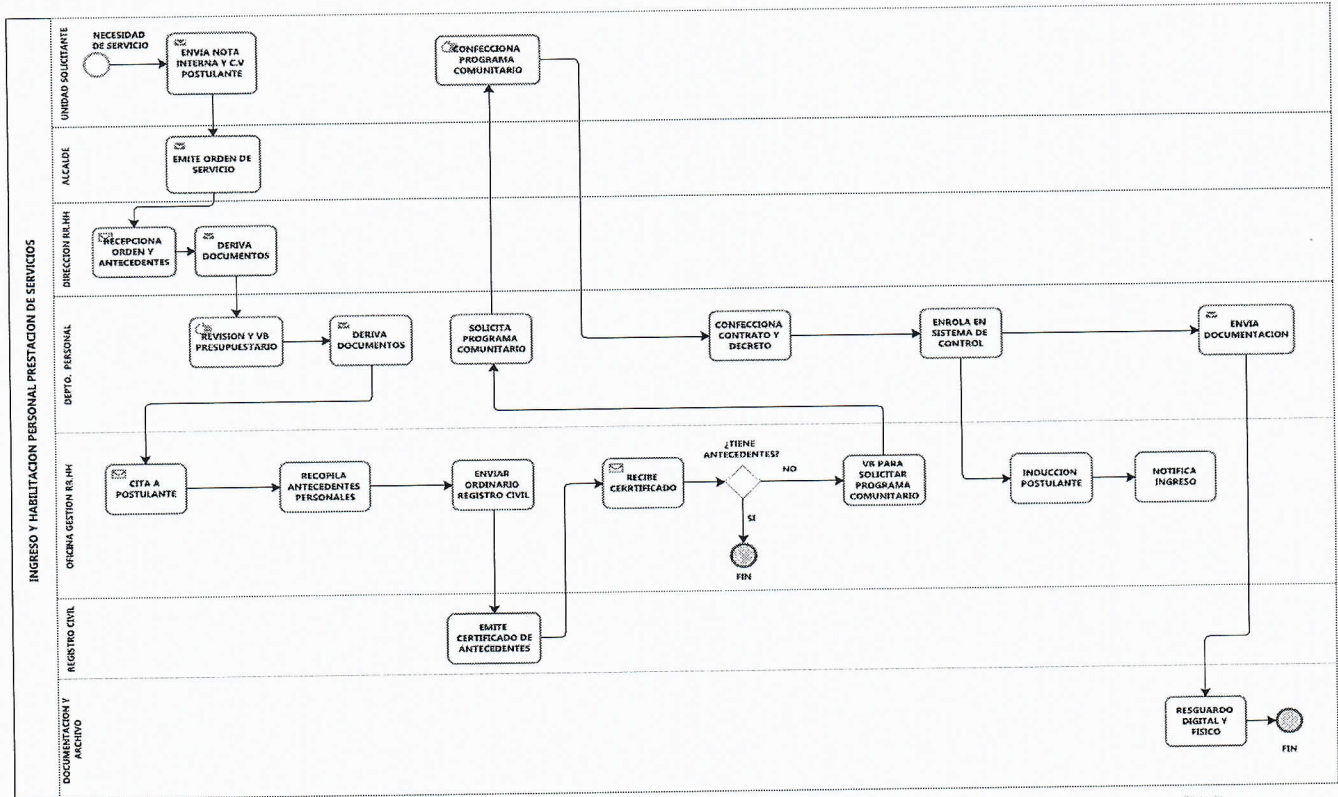 INGRESO Y HABILITACION PERSONAL PRESTACION DE SERVICIOS
UNIDAD SOLICITANTE
NECESIDAD
DE SERVICIO
ENVIA NOTA
INTERNA Y C.V
POSTULANTE
CONFECCIONA
PROGRAMA
COMUNITARIO
ALCALDE
EMITE ORDEN DE
SERVICIO
DIRECCION RR.HH
RECEPCIONA
ORDEN Y
ANTECEDENTES
DERIVA
DOCUMENTOS
DEPTO. PERSONAL
REVISION Y VB
PRESUPUESTARIO
DERIVA
DOCUMENTOS
SOLICITA
PROGRAMA
COMUNITARIO
CONFECCIONA
CONTRATO Y
DECRETO
ENROLA EN
SISTEMA DE
CONTROL
ENVIA
DOCUMENTACION
OFICINA GESTION RR.HH
CITA A
POSTULANTE
RECOPILA
ANTECEDENTES
PERSONALES
ENVIAR
ORDINARIO
REGISTRO CIVIL
RECIBE
CERRTIFICADO
¿TIENE
ANTECEDENTES?
NO
SI
FIN
VB PARA
SOLICITAR
PROGRAMA
COMUNITARIO
INDUCCION
POSTULANTE
NOTIFICA
INGRESO
REGISTRO CIVIL
EMITE
CERTIFICADO DE
ANTECEDENTES
DOCUMENTACION Y
ARCHIVO
RESGUARDO
DIGITAL Y
FISICO
FIN